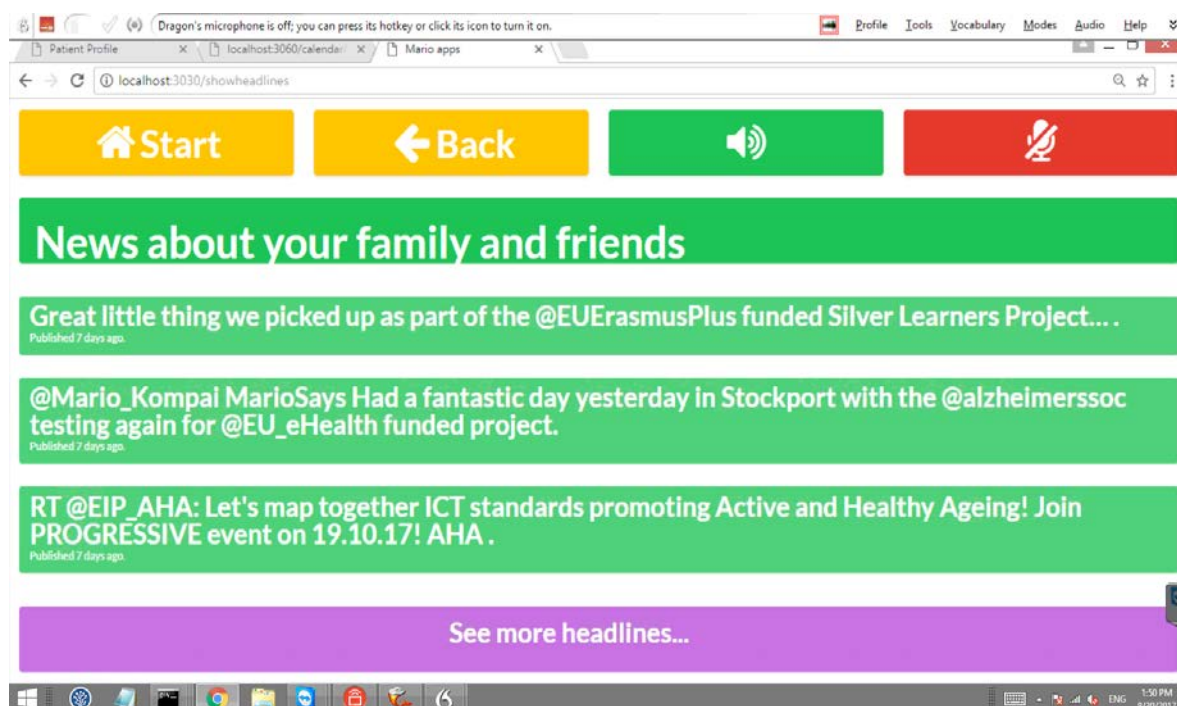 Dragon's microphone is off; you can press its hotkey or click its icon to turn it on.
Profile Tools Vocabulary Modes Audio Help
Patient Profile
localhost:3060/calendar
Mario apps
localhost:3030/showheadlines
Start
Back
News about your family and friends
Great little thing we picked up as part of the @EUErasmusPlus funded Silver Learners Project... .
Published 7 days ago.
@Mario_Kompai MarioSays Had a fantastic day yesterday in Stockport with the @alzheimerssoc
testing again for @EU_eHealth funded project.
Published 7 days ago.
RT @EIP_AHA: Let's map together ICT standards promoting Active and Healthy Ageing! Join
PROGRESSIVE event on 19.10.17! AHA .
Published 7 days ago.
See more headlines...
ENG
1:50 PM